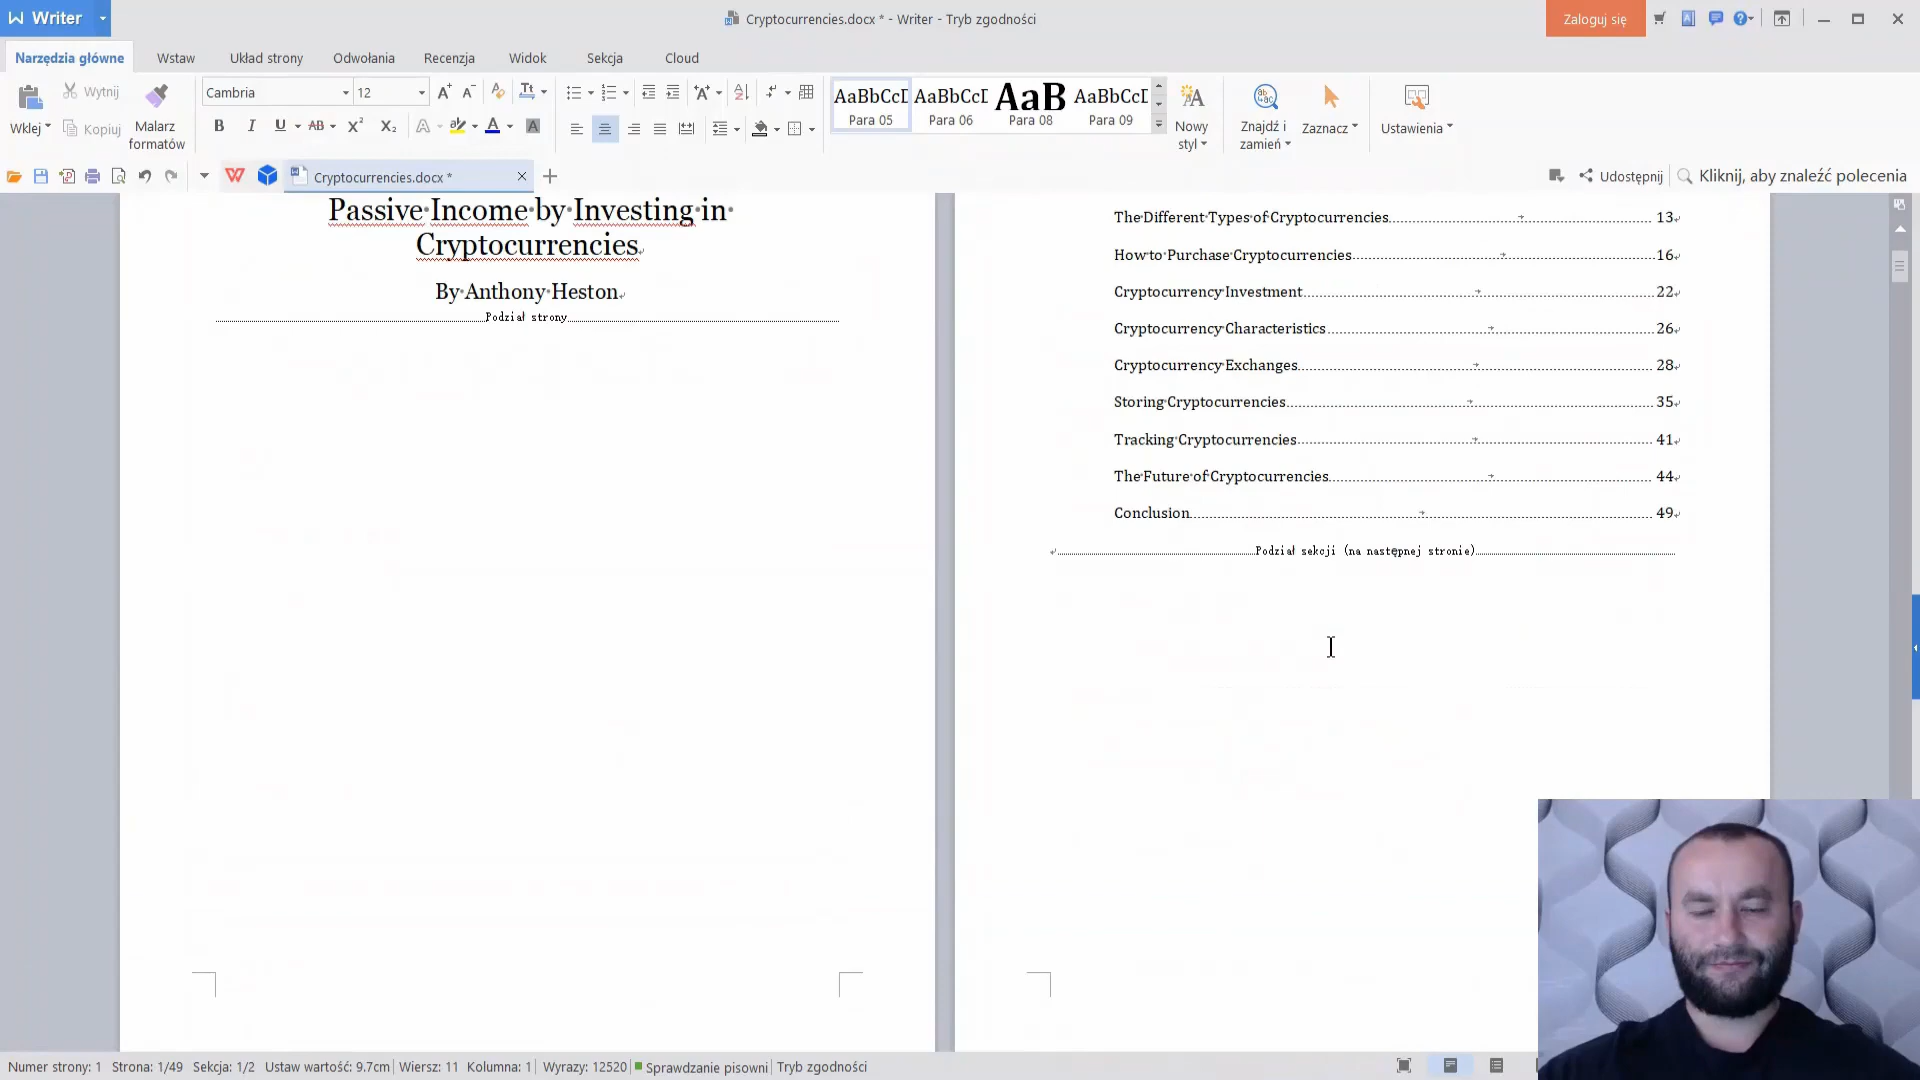 Writer
Cryptocurrencies.docx * - Writer - Tryb zgodności
Zaloguj się
Narzędzia główne
Wstaw
Układ strony
Odwołania
Recenzja
Widok
Sekcja
Cloud
Wklej
Wytnij
Kopiuj
Malarz formatów
Cambria
12
AaBbCcD
Para 05
AaBbCcD
Para 06
AaB
Para 08
AaBbCcD
Para 09
Nowy styl
Znajdź i zamień
Zaznacz
Ustawienia
Cryptocurrencies.docx *
Udostępnij
Kliknij, aby znaleźć polecenia
Passive Income by Investing in
Cryptocurrencies
By Anthony Heston
Podział strony
The Different Types of Cryptocurrencies 13
How to Purchase Cryptocurrencies 16
Cryptocurrency Investment 22
Cryptocurrency Characteristics 26
Cryptocurrency Exchanges 28
Storing Cryptocurrencies 35
Tracking Cryptocurrencies 41
The Future of Cryptocurrencies 44
Conclusion 49
Podział sekcji (na następnej stronie)
Numer strony: 1 Strona: 1/49 Sekcja: 1/2 Ustaw wartość: 9.7cm Wiersz: 11 Kolumna: 1 Wyrazy: 12520 Sprawdzanie pisowni Tryb zgodności